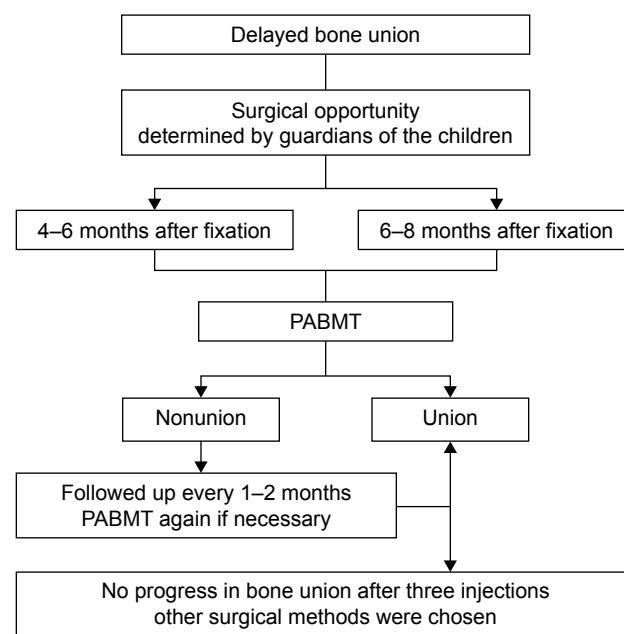 Delayed bone union
Surgical opportunity
determined by guardians of the children
4–6 months after fixation
6–8 months after fixation
PABMT
Nonunion
Union
Followed up every 1–2 months
PABMT again if necessary
No progress in bone union after three injections
other surgical methods were chosen